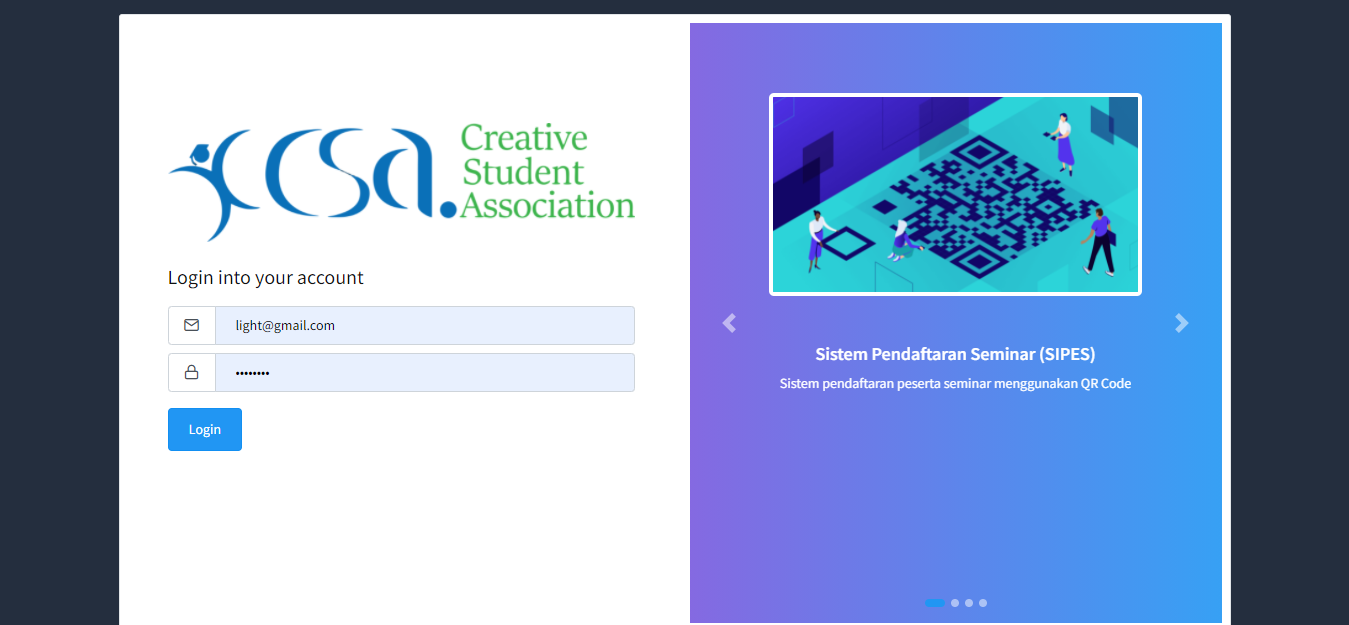 csa.
Creative
Student
Association
Login into your account
light@gmail.com
••••••••
Login
Sistem Pendaftaran Seminar (SIPES)
Sistem pendaftaran peserta seminar menggunakan QR Code